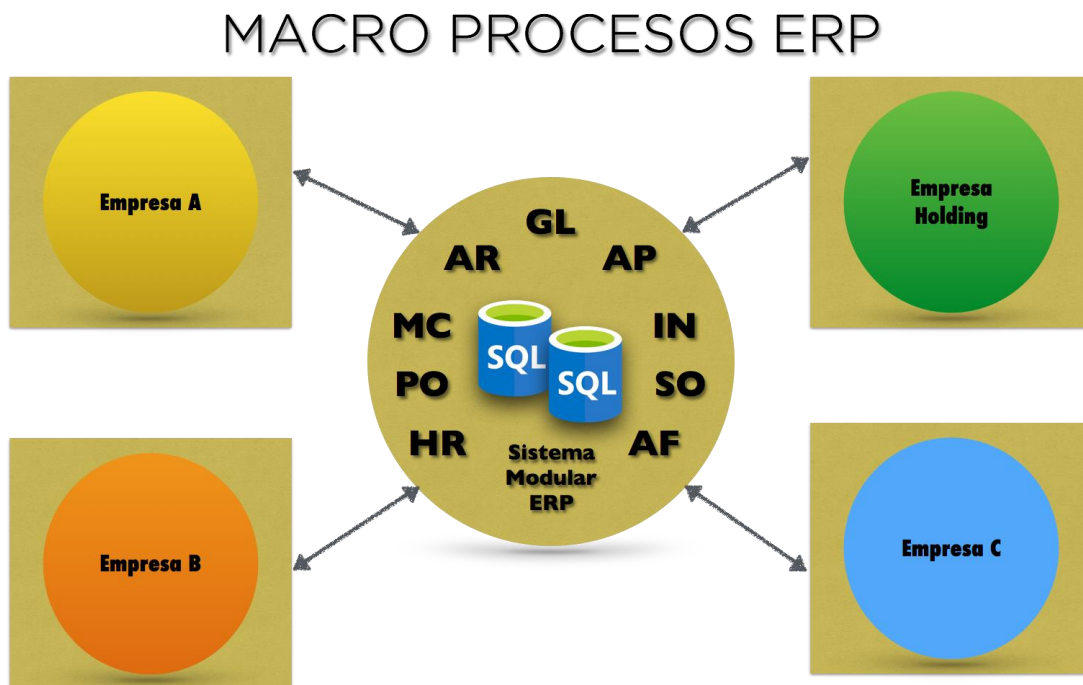 MACRO PROCESOS ERP
Empresa A
Empresa
Holding
GL
AR
AP
MC
IN
SQL
SQL
PO
SO
HR
AF
Sistema
Modular
ERP
Empresa B
Empresa C